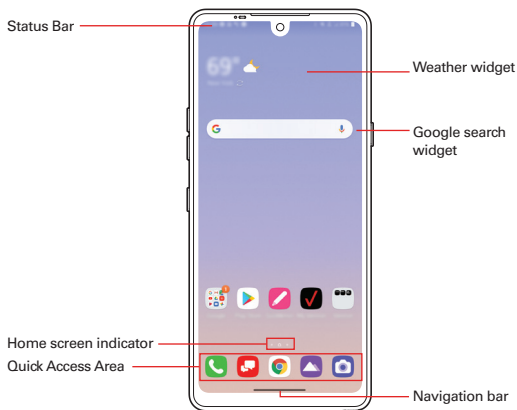 Status Bar
69°
Weather widget
Google search
widget
Home screen indicator
Quick Access Area
Navigation bar